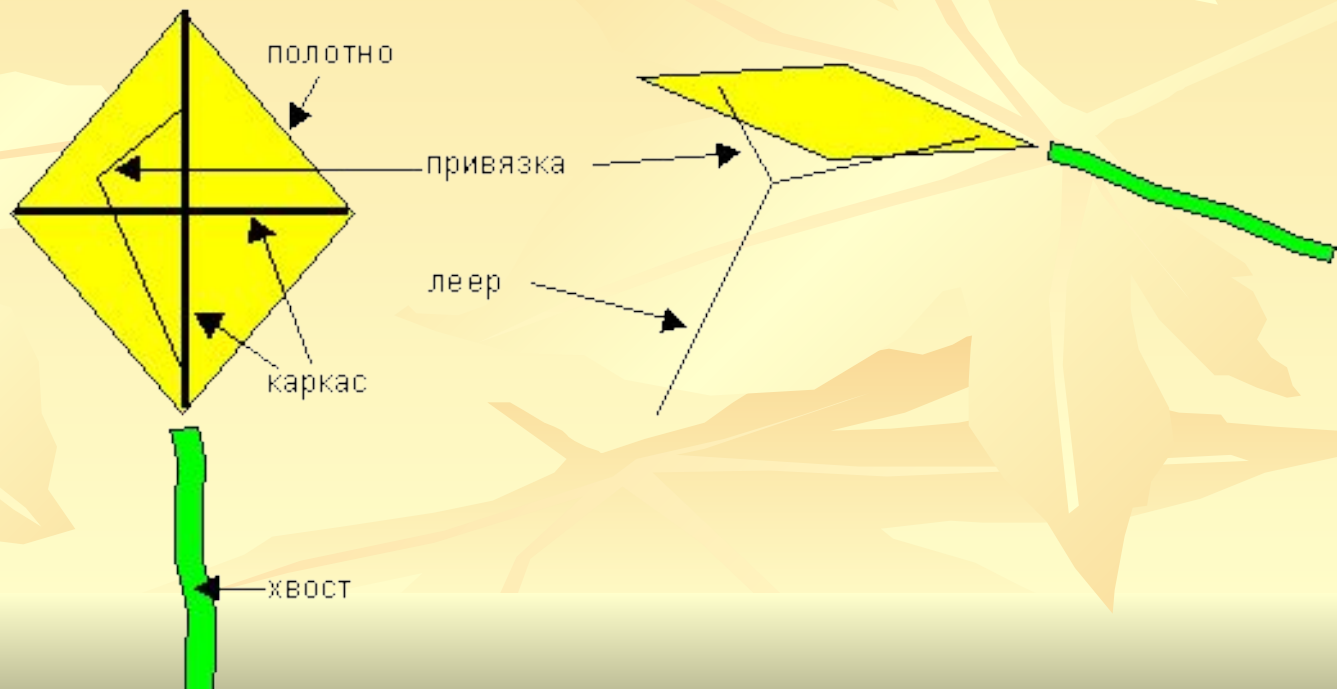 полотно
привязка
леер
каркас
хвост